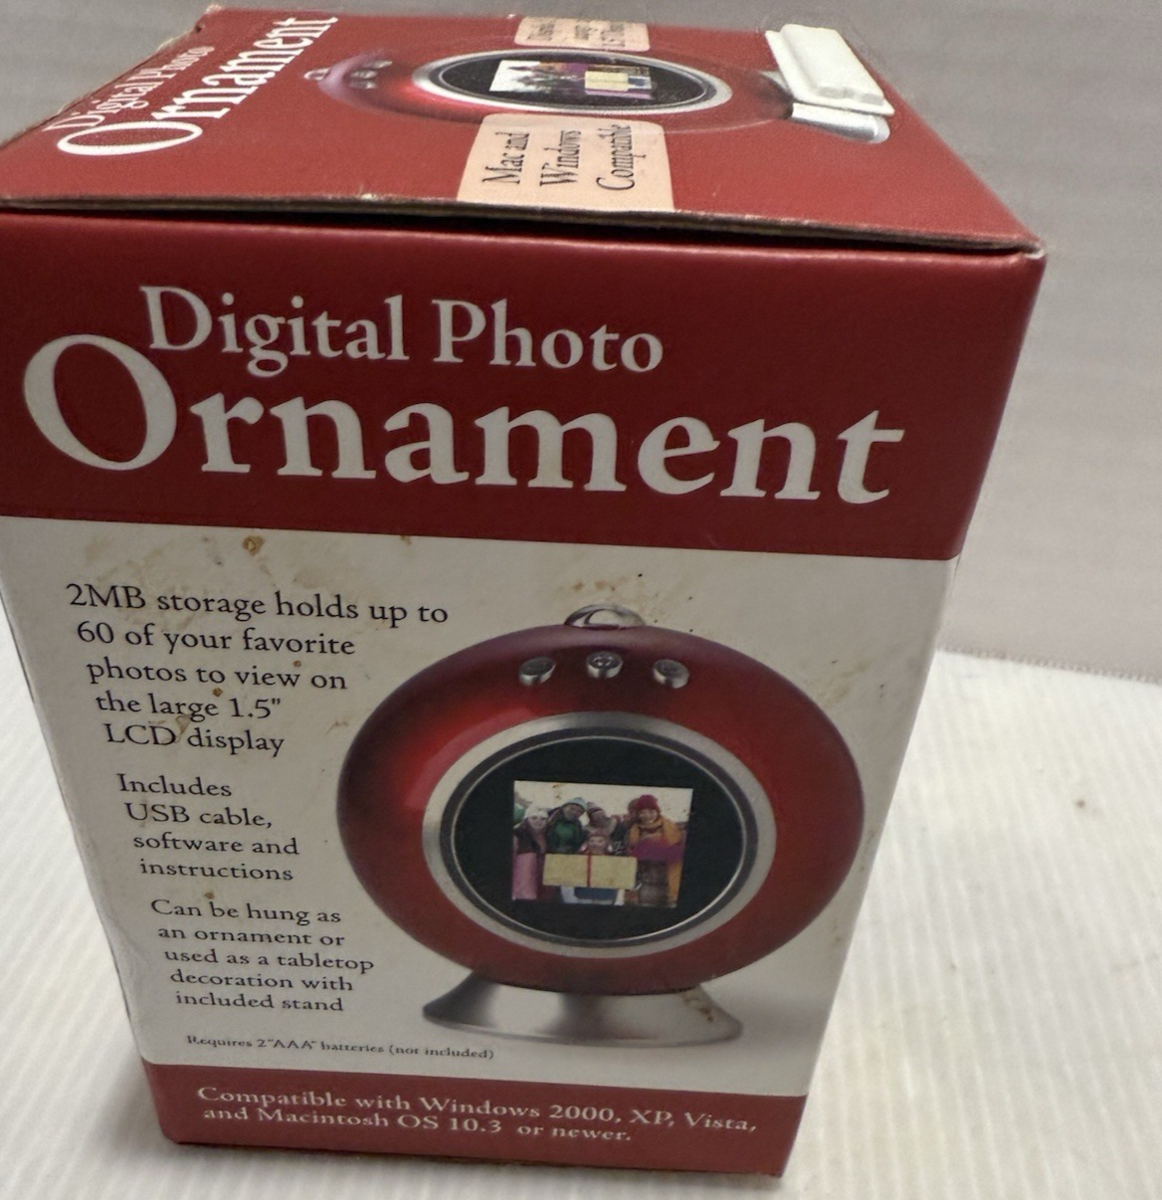 Digital Photo
Ornament
Mac and
Windows
Compatible
Digital Photo
Ornament
2MB storage holds up to
60 of your favorite
photos to view on
the large 1.5"
LCD display
Includes
USB cable,
software and
instructions
Can be hung as
an ornament or
used as a tabletop
decoration with
included stand
Requires 2 "AAA" batteries (not included)
Compatible with Windows 2000, XP, Vista,
and Macintosh OS 10.3 or newer.